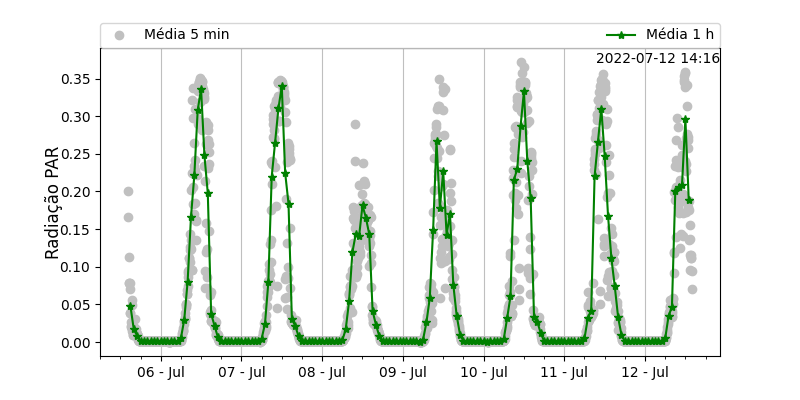 Média 5 min
Média 1 h
2022-07-12 14:16
Radiação PAR
0.35
0.30
0.25
0.20
0.15
0.10
0.05
0.00
06 - Jul
07 - Jul
08 - Jul
09 - Jul
10 - Jul
11 - Jul
12 - Jul